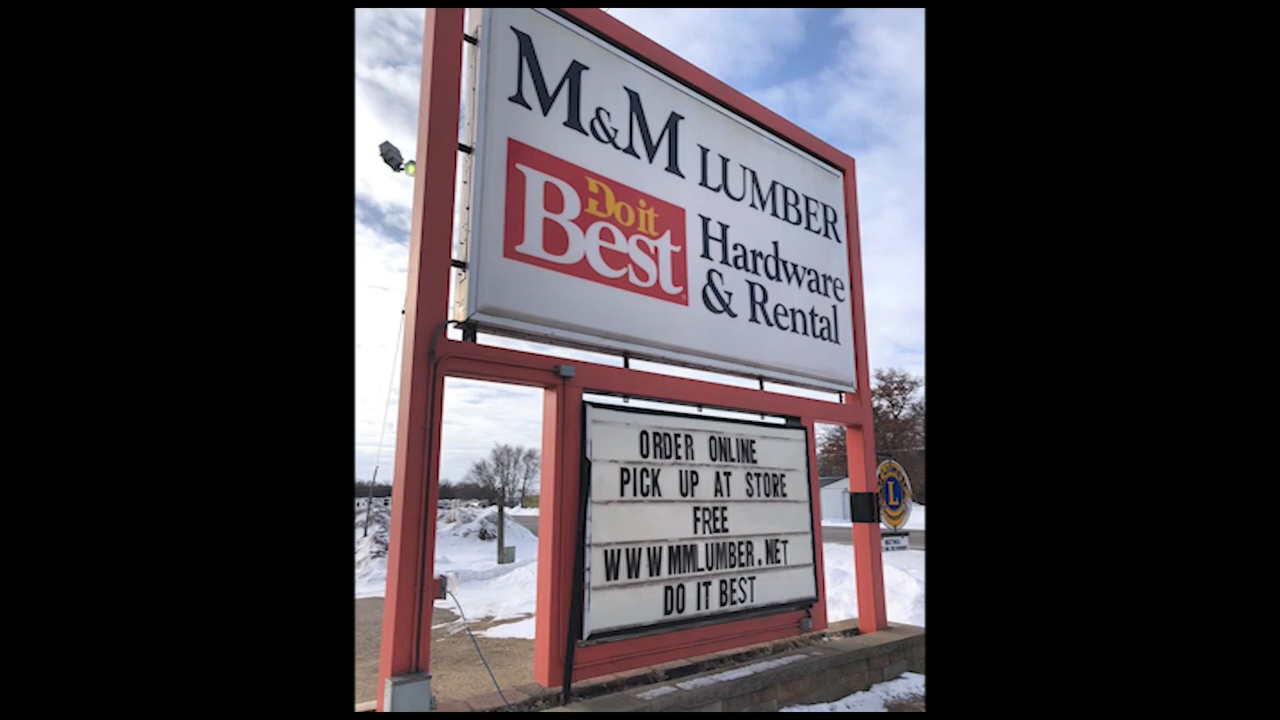 M&M LUMBER
Do it
Best
Hardware
& Rental
ORDER ONLINE
PICK UP AT STORE
FREE
WWWMMLUMBER.NET
DO IT BEST
L